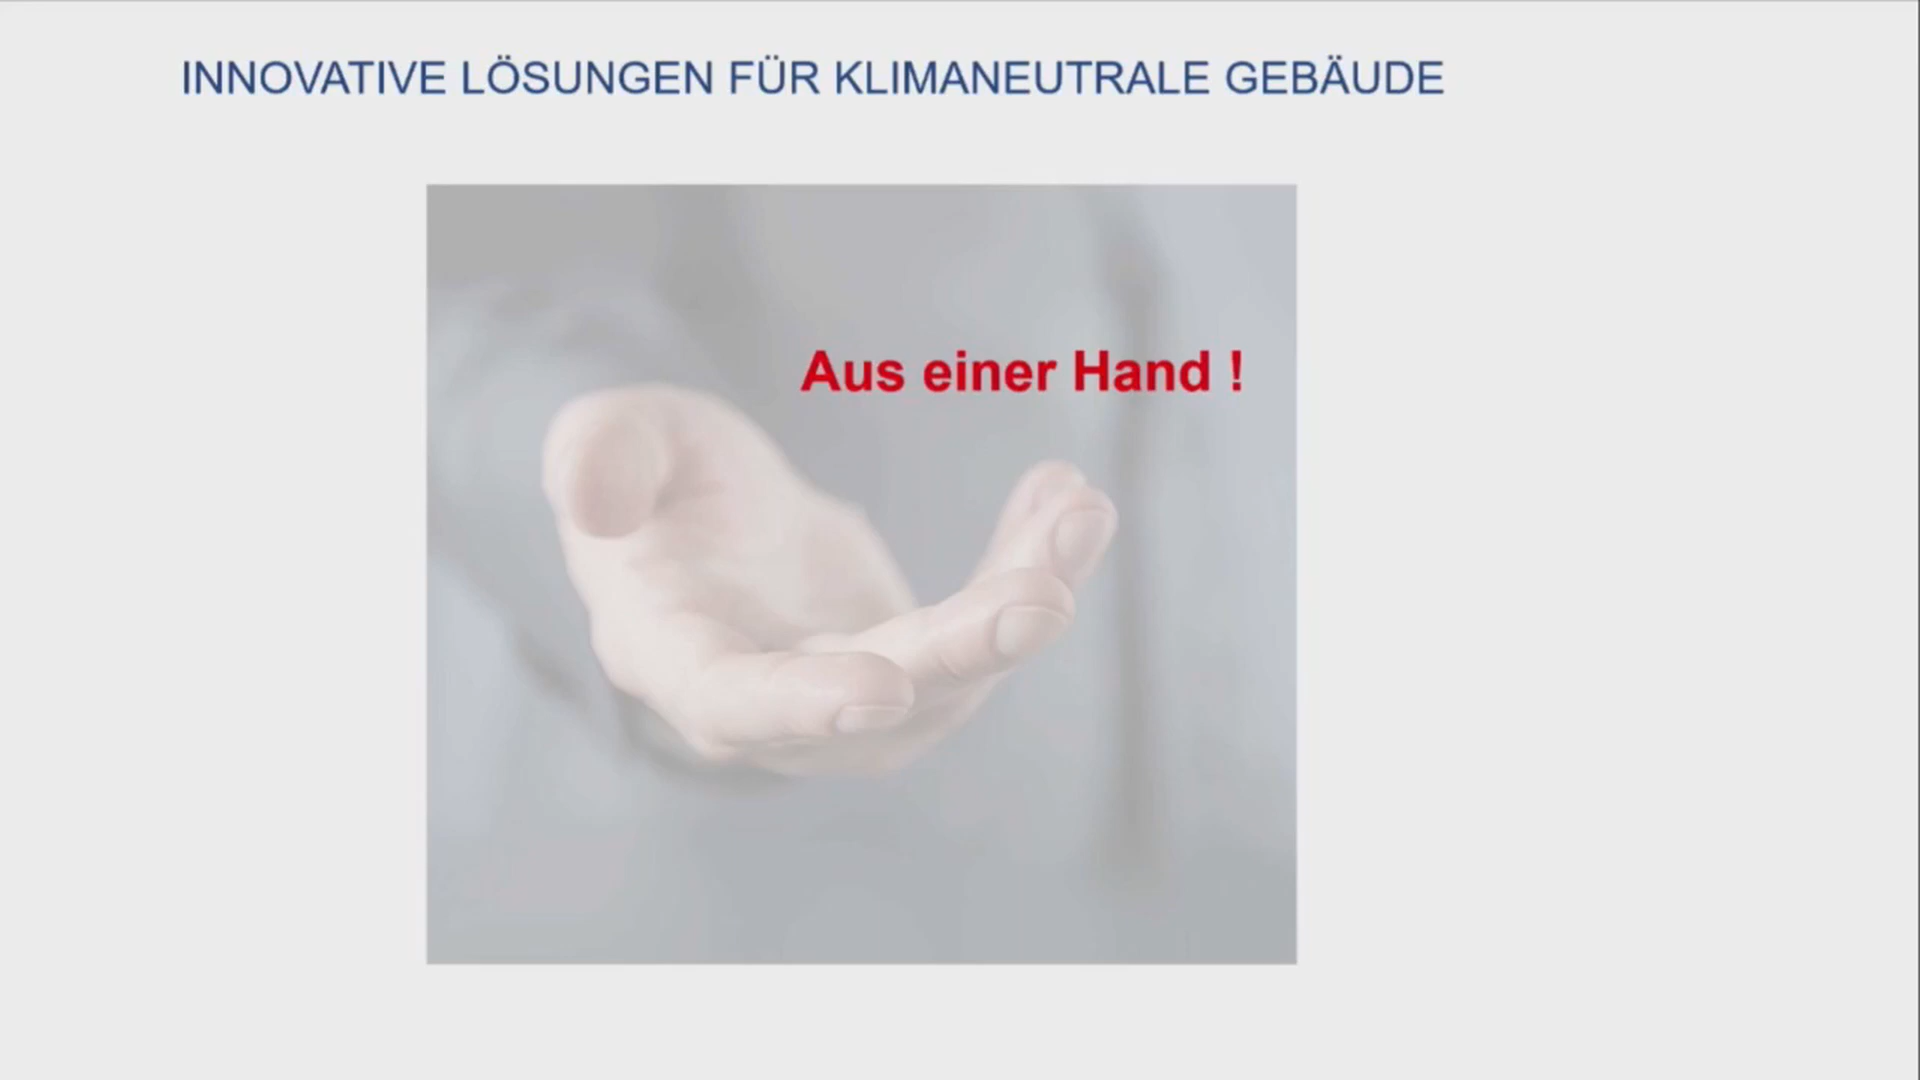 INNOVATIVE LÖSUNGEN FÜR KLIMANEUTRALE GEBÄUDE
Aus einer Hand !